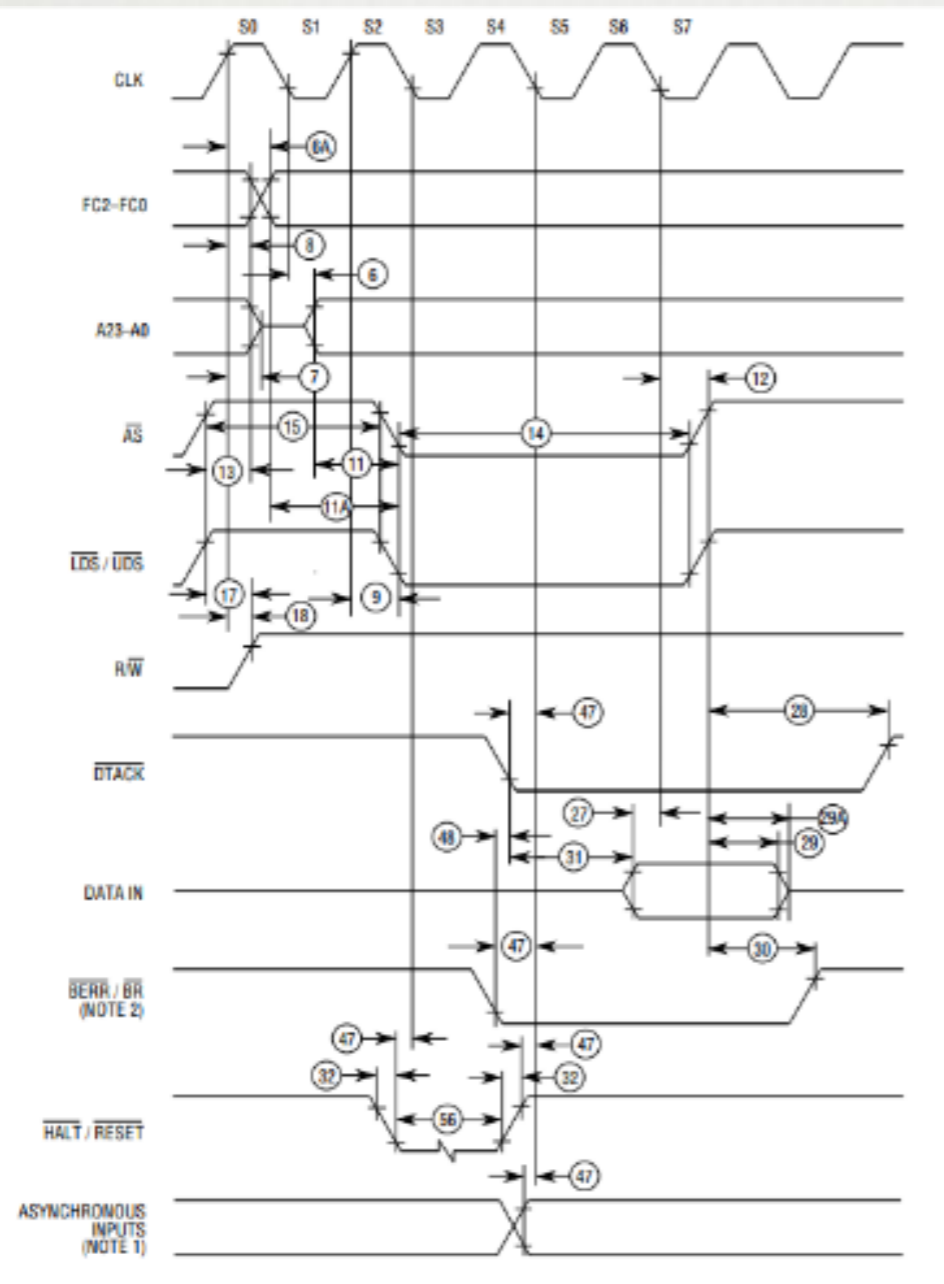 S0 S1 S2 S3 S4 S5 S6 S7
CLK
6A
FC2–FC0
8
6
A23–A0
7
12
AS
15
14
13
11
11A
LDS / UDS
17
9
18
R/W
47
28
DTACK
27
29A
48
29
31
DATA IN
47
30
BERR / BR
(NOTE 2)
47
47
32
32
56
HALT / RESET
47
ASYNCHRONOUS
INPUTS
(NOTE 1)